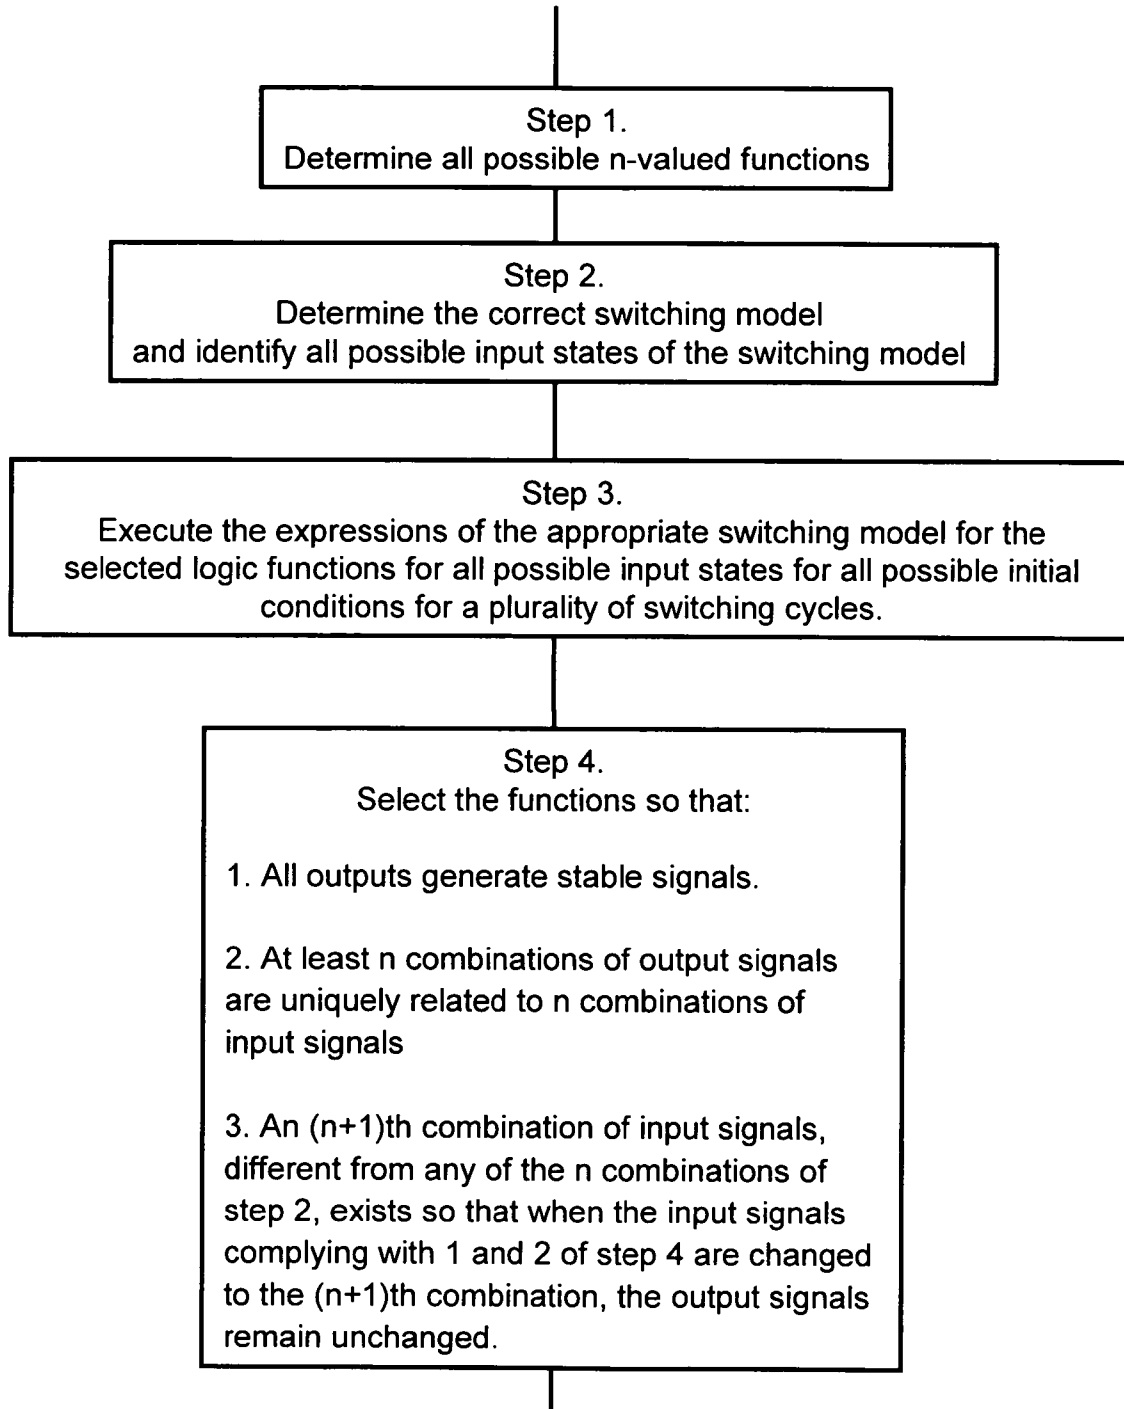 Step 1.
Determine all possible n-valued functions
Step 2.
Determine the correct switching model
and identify all possible input states of the switching model
Step 3.
Execute the expressions of the appropriate switching model for the
selected logic functions for all possible input states for all possible initial
conditions for a plurality of switching cycles.
Step 4.
Select the functions so that:
1. All outputs generate stable signals.
2. At least n combinations of output signals
are uniquely related to n combinations of
input signals
3. An (n+1)th combination of input signals,
different from any of the n combinations of
step 2, exists so that when the input signals
complying with 1 and 2 of step 4 are changed
to the (n+1)th combination, the output signals
remain unchanged.